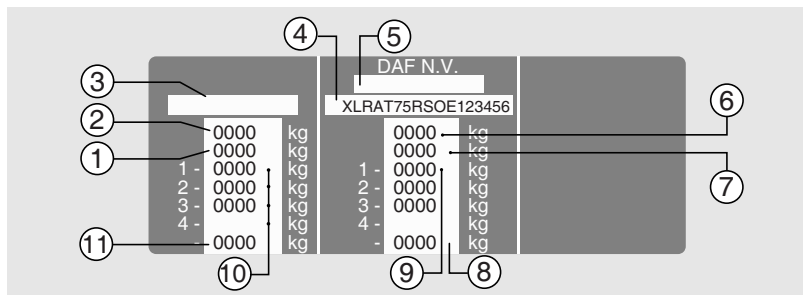 ④ ⑤
DAF N.V.
③
XLRAT75RSOE123456 ⑥
② 0000 kg 0000 kg
① 0000 kg 0000 kg
1 - 0000 kg 1 - 0000 kg ⑦
2 - 0000 kg 2 - 0000 kg
3 - 0000 kg 3 - 0000 kg
4 - kg 4 - kg
⑪ - 0000 kg - 0000 kg
⑩ ⑨ ⑧